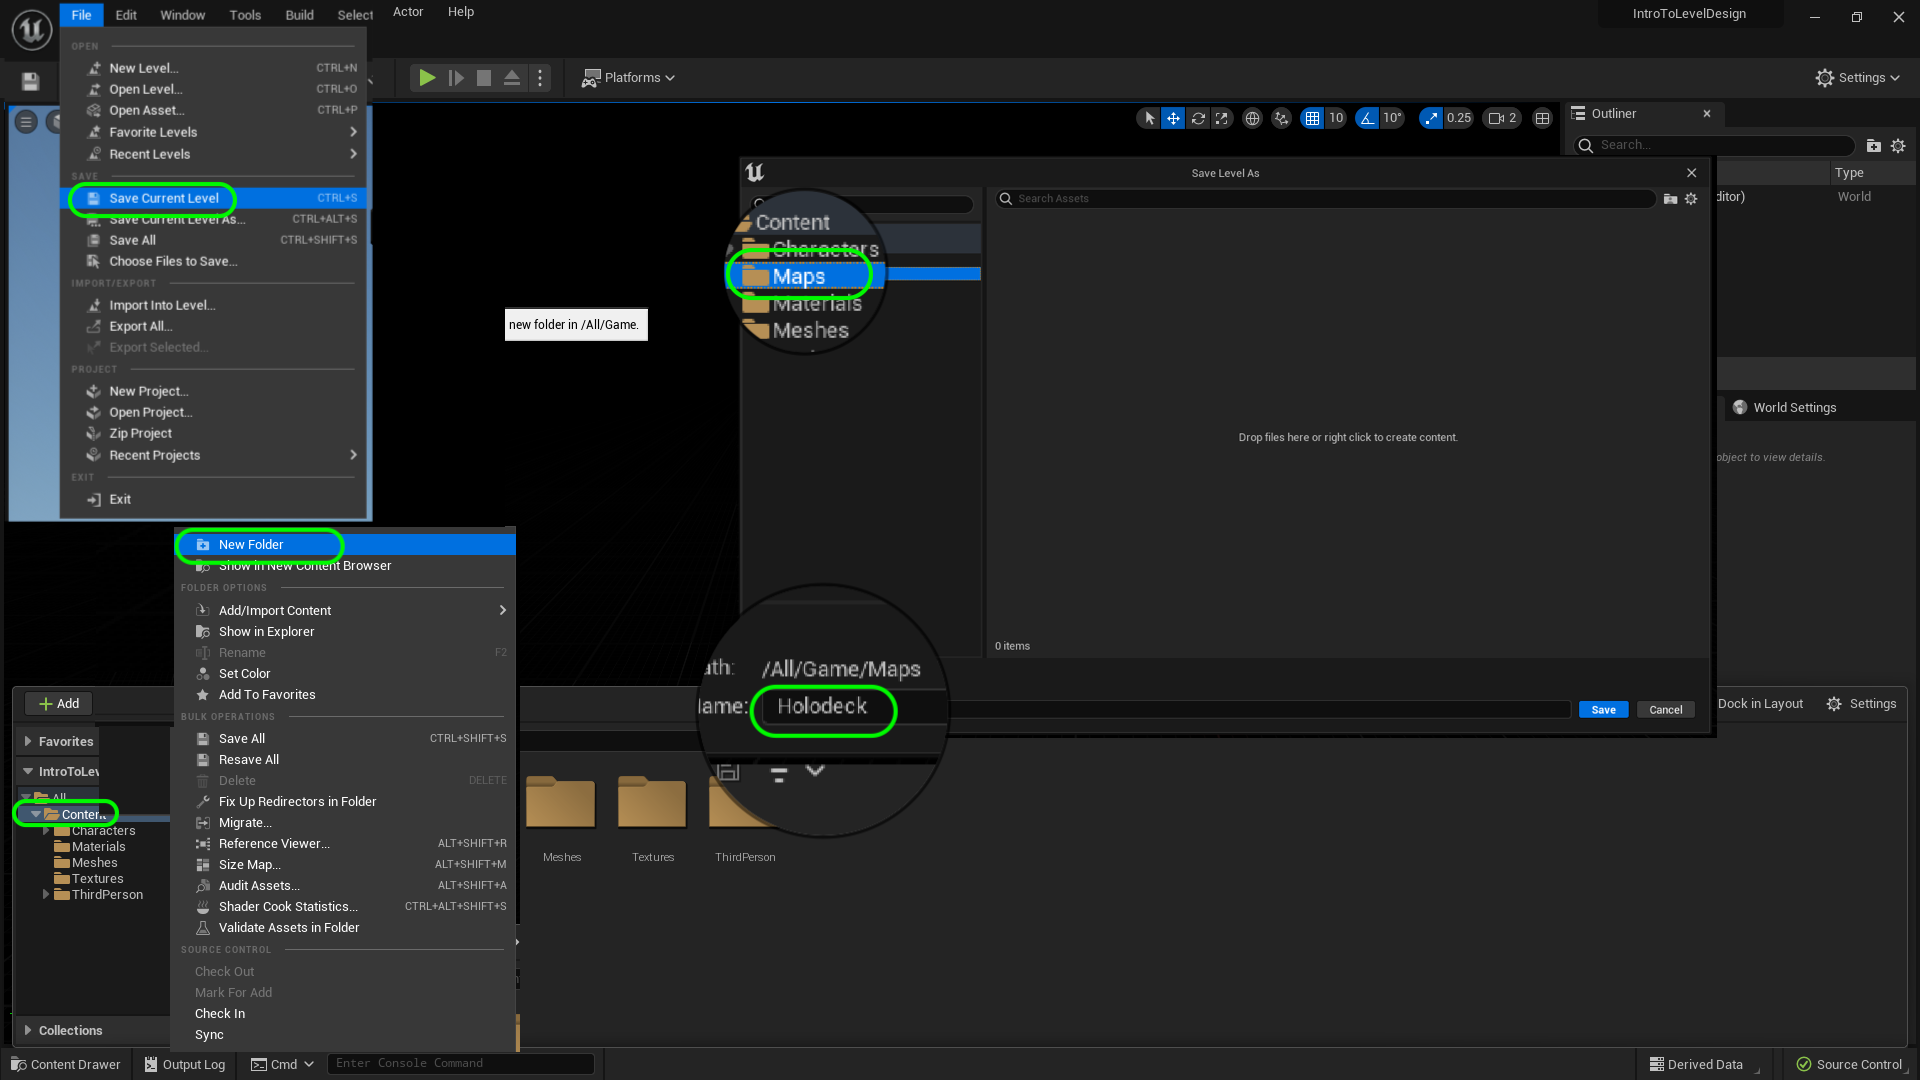 File Edit Window Tools Build Select Actor Help
IntroToLevelDesign
OPEN
New Level... CTRL+N
Open Level... CTRL+O
Open Asset... CTRL+P
Favorite Levels
Recent Levels
SAVE
Save Current Level CTRL+S
Save Current Level As... CTRL+ALT+S
Save All CTRL+SHIFT+S
Choose Files to Save...
IMPORT/EXPORT
Import Into Level...
Export All...
Export Selected...
PROJECT
New Project...
Open Project...
Zip Project
Recent Projects
EXIT
Exit
Platforms
Settings
10 10° 0.25 2
Outliner
Search...
Type
ditor) World
World Settings
object to view details.
new folder in /All/Game.
Save Level As
Search Assets
Content
Characters
Maps
Materials
Meshes
Drop files here or right click to create content.
0 items
ath: /All/Game/Maps
lame: Holodeck
Save Cancel
New Folder
Show in New Content Browser
FOLDER OPTIONS
Add/Import Content
Show in Explorer
Rename F2
Set Color
Add To Favorites
BULK OPERATIONS
Save All CTRL+SHIFT+S
Resave All
Delete DELETE
Fix Up Redirectors in Folder
Migrate...
Reference Viewer... ALT+SHIFT+R
Size Map... ALT+SHIFT+M
Audit Assets... ALT+SHIFT+A
Shader Cook Statistics... CTRL+ALT+SHIFT+S
Validate Assets in Folder
SOURCE CONTROL
Check Out
Mark For Add
Check In
Sync
Add
Dock in Layout Settings
Favorites
IntroToLev
All
Conten
Characters
Materials
Meshes
Textures
ThirdPerson
Collections
Meshes Textures ThirdPerson
Content Drawer Output Log Cmd Enter Console Command Derived Data Source Control